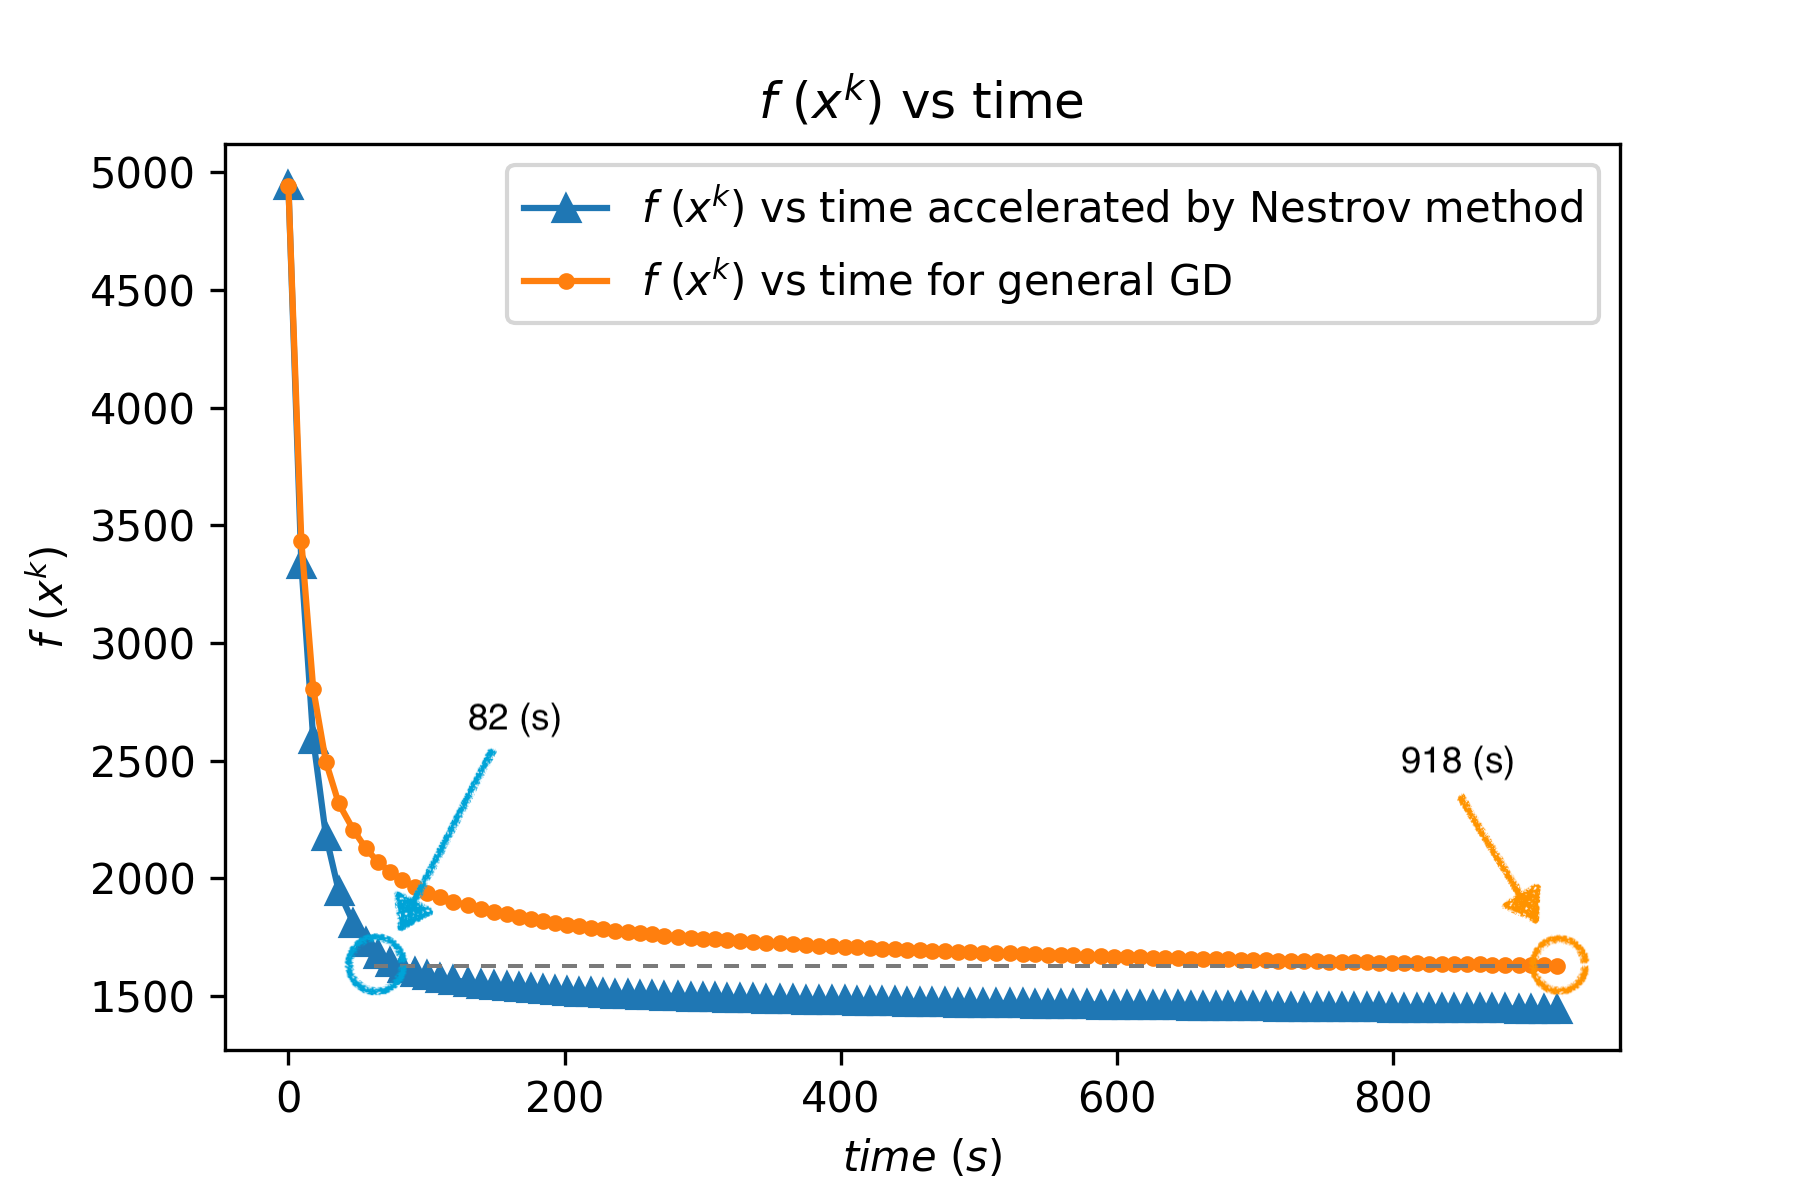 f (x^k) vs time
5000
4500
4000
3500
3000
2500
2000
1500
f (x^k)
f (x^k) vs time accelerated by Nestrov method
f (x^k) vs time for general GD
82 (s)
918 (s)
0 200 400 600 800
time (s)